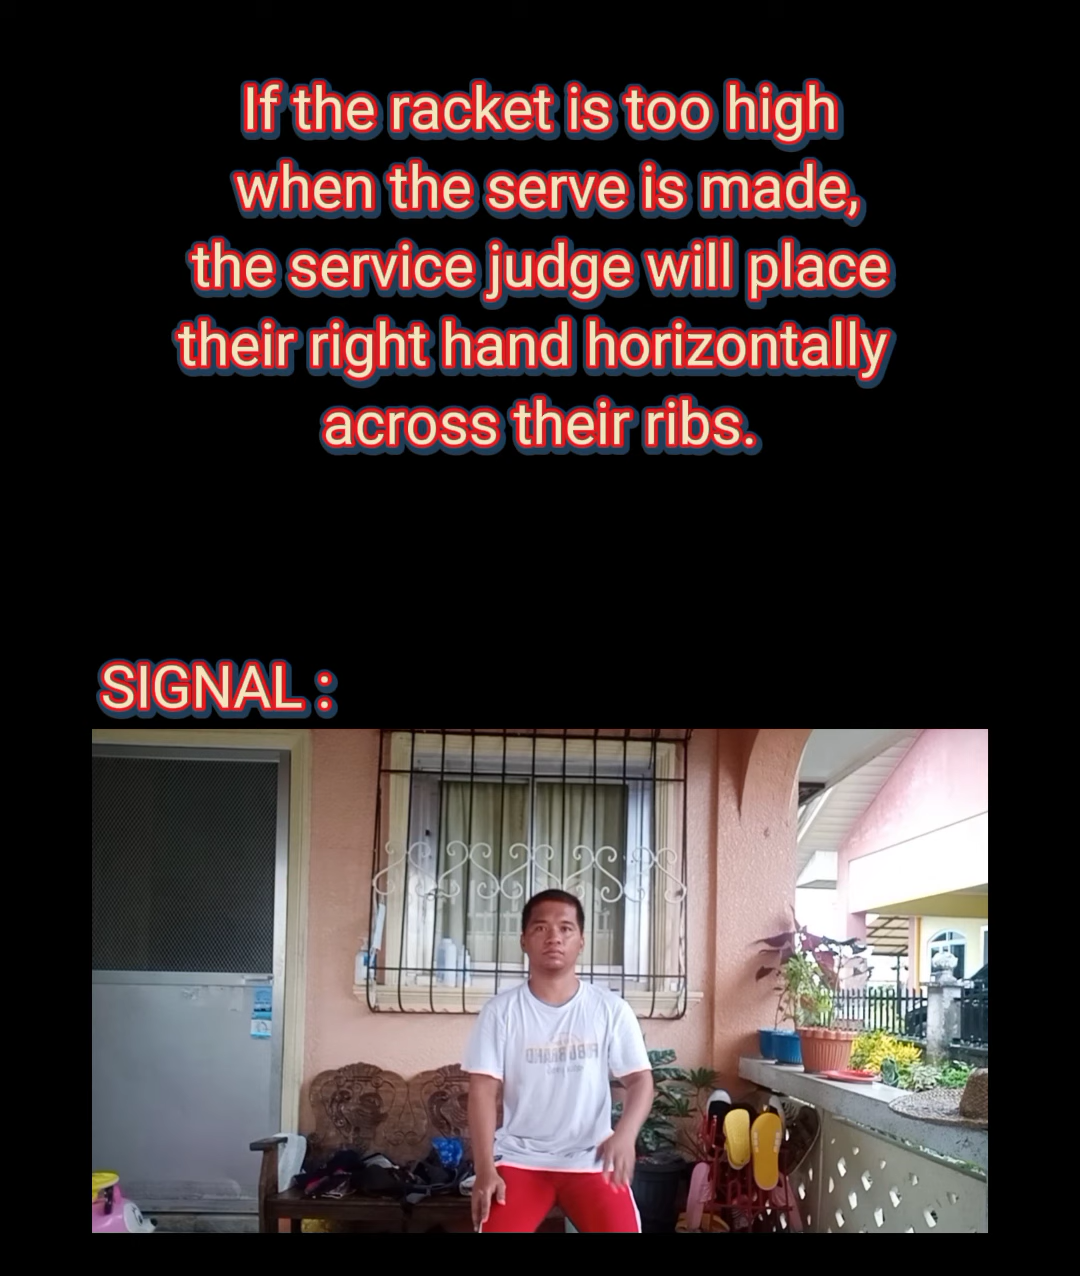 If the racket is too high
when the serve is made,
the service judge will place
their right hand horizontally
across their ribs.
SIGNAL :